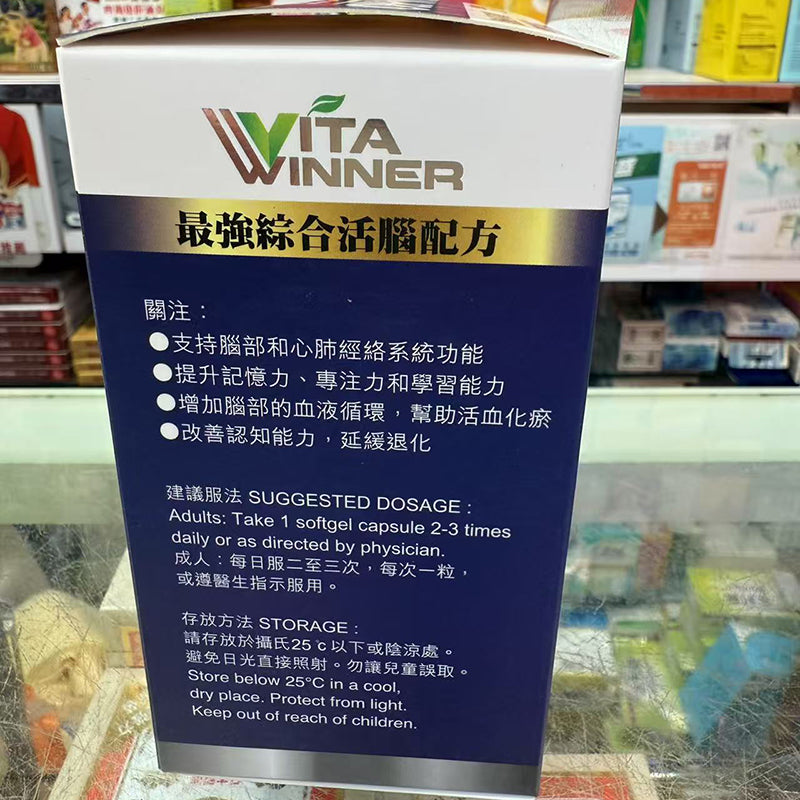 VITA
WINNER
最強綜合活腦配方
關注：
●支持腦部和心肺經絡系統功能
●提升記憶力、專注力和學習能力
●增加腦部的血液循環，幫助活血化瘀
●改善認知能力，延緩退化
建議服法 SUGGESTED DOSAGE :
Adults: Take 1 softgel capsule 2-3 times
daily or as directed by physician.
成人：每日服二至三次，每次一粒，
或遵醫生指示服用。
存放方法 STORAGE :
請存放於攝氏25℃以下或陰涼處。
避免日光直接照射。勿讓兒童誤取。
Store below 25°C in a cool,
dry place. Protect from light.
Keep out of reach of children.